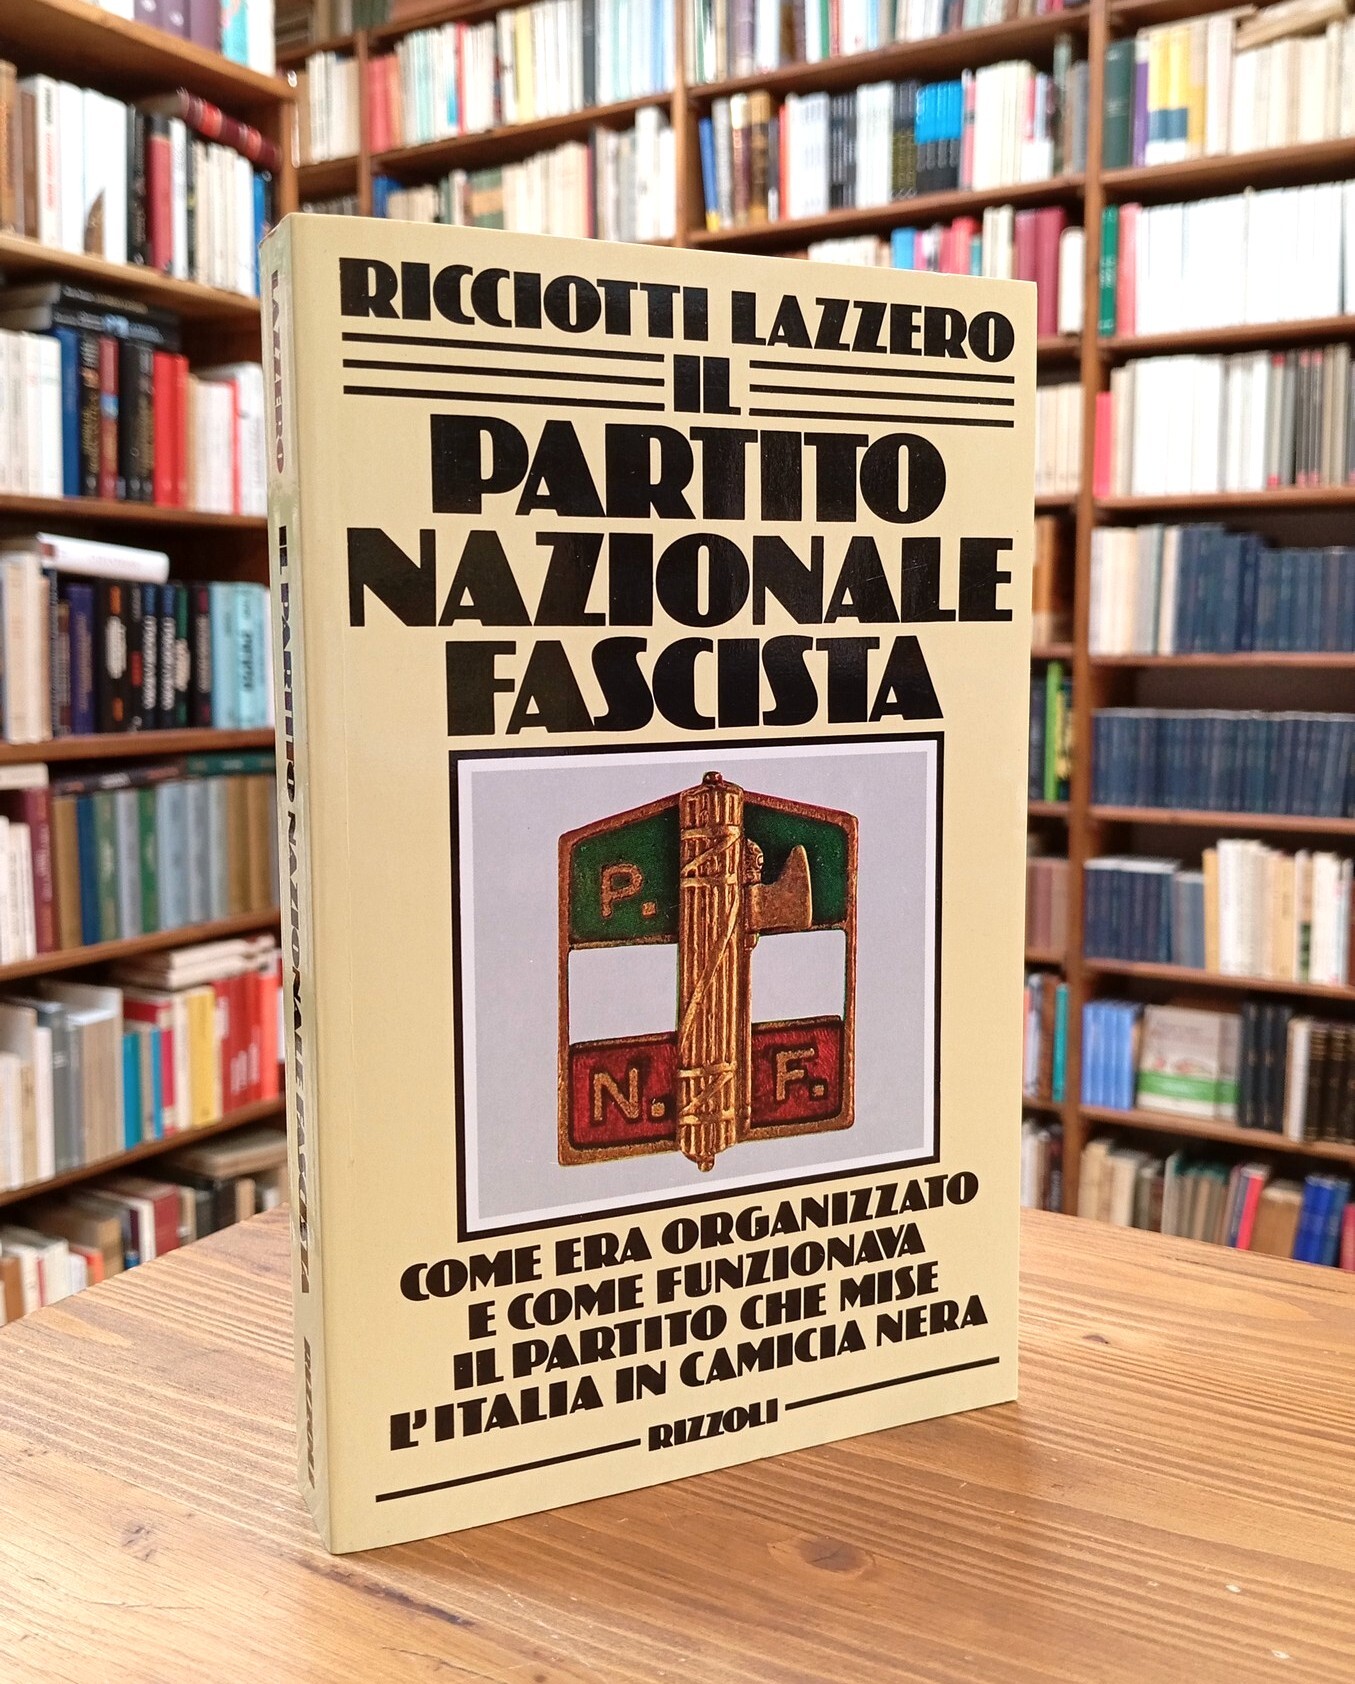 RICCIOTTI LAZZERO
IL
PARTITO
NAZIONALE
FASCISTA
P.
N. F.
COME ERA ORGANIZZATO
E COME FUNZIONAVA
IL PARTITO CHE MISE
L'ITALIA IN CAMICIA NERA
RIZZOLI
LAZZERO IL PARTITO NAZIONALE FASCISTA RIZZOLI